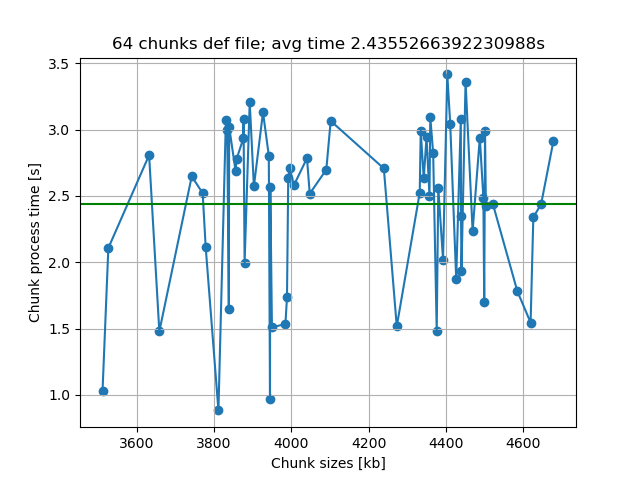 64 chunks def file; avg time 2.4355266392230988s
3.5
3.0
2.5
2.0
1.5
1.0
Chunk process time [s]
3600 3800 4000 4200 4400 4600
Chunk sizes [kb]